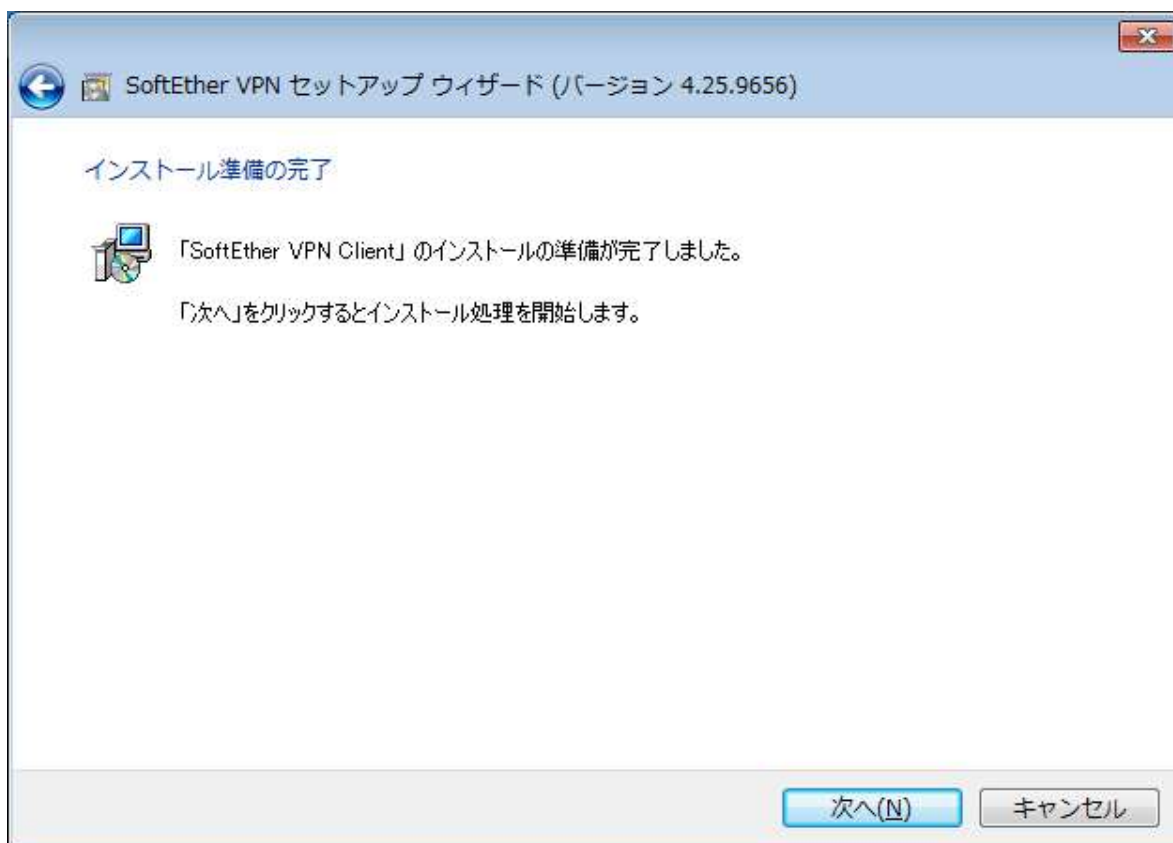 SoftEther VPN セットアップ ウィザード (バージョン 4.25.9656)
インストール準備の完了
「SoftEther VPN Client」のインストールの準備が完了しました。
「次へ」をクリックするとインストール処理を開始します。
次へ(N)
キャンセル